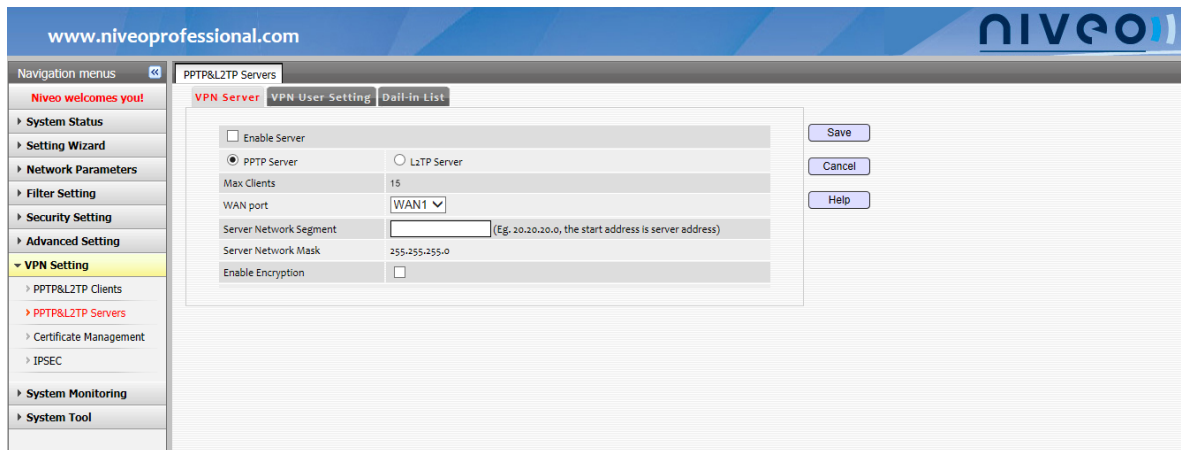 www.niveoprofessional.com
niveo
Navigation menus
PPTP&L2TP Servers
Niveo welcomes you!
System Status
Setting Wizard
Network Parameters
Filter Setting
Security Setting
Advanced Setting
VPN Setting
PPTP&L2TP Clients
PPTP&L2TP Servers
Certificate Management
IPSEC
System Monitoring
System Tool
VPN Server VPN User Setting Dail-in List
Enable Server
PPTP Server L2TP Server
Max Clients 15
WAN port WAN1
Server Network Segment (Eg. 20.20.20.0, the start address is server address)
Server Network Mask 255.255.255.0
Enable Encryption
Save
Cancel
Help